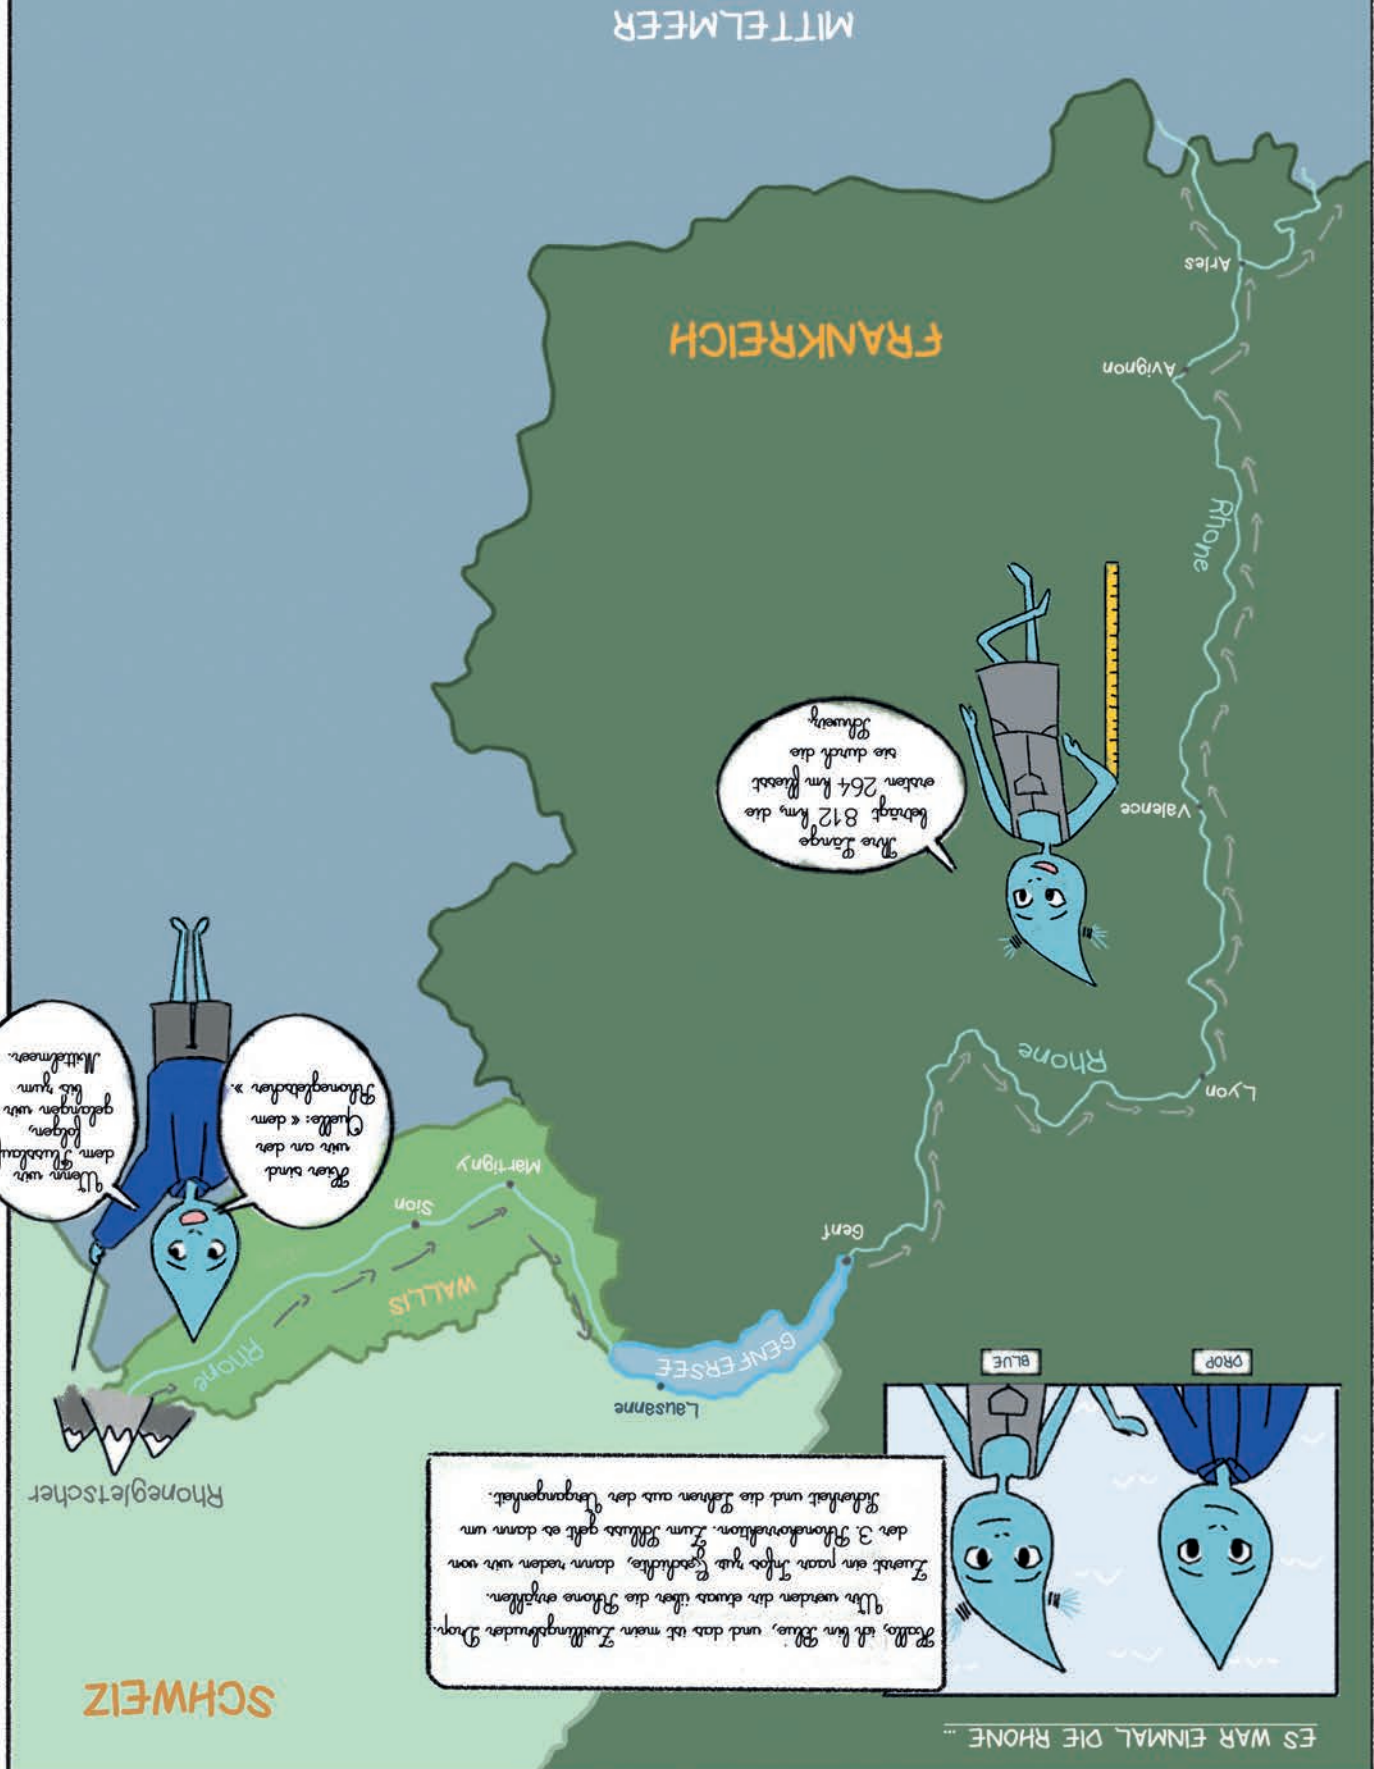 ES WAR EINMAL DIE RHONE ...
Hallo, ich bin Blue, und das ist mein Zwillingsbruder Drop.
Wir werden dir etwas über die Rhone erzählen.
Zuerst ein paar Infos zur Geschichte, dann reden wir von
der 3. Rhonekorrektion. Zum Schluss geht es dann um
Sicherheit und die Lehren aus der Vergangenheit.
DROP
BLUE
SCHWEIZ
Rhonegletscher
Lausanne
GENFERSEE
Genf
Rhone
WALLIS
Sion
Martigny
Hier sind
wir an der
Quelle: « dem
Rhonegletscher ».
Wenn wir
dem Flusslauf
folgen,
gelangen wir
bis zum
Mittelmeer.
Lyon
Rhone
Valence
Ihre Länge
beträgt 812 km, die
ersten 264 km fliesst
sie durch die
Schweiz.
Rhone
Avignon
FRANKREICH
Arles
MITTELMEER